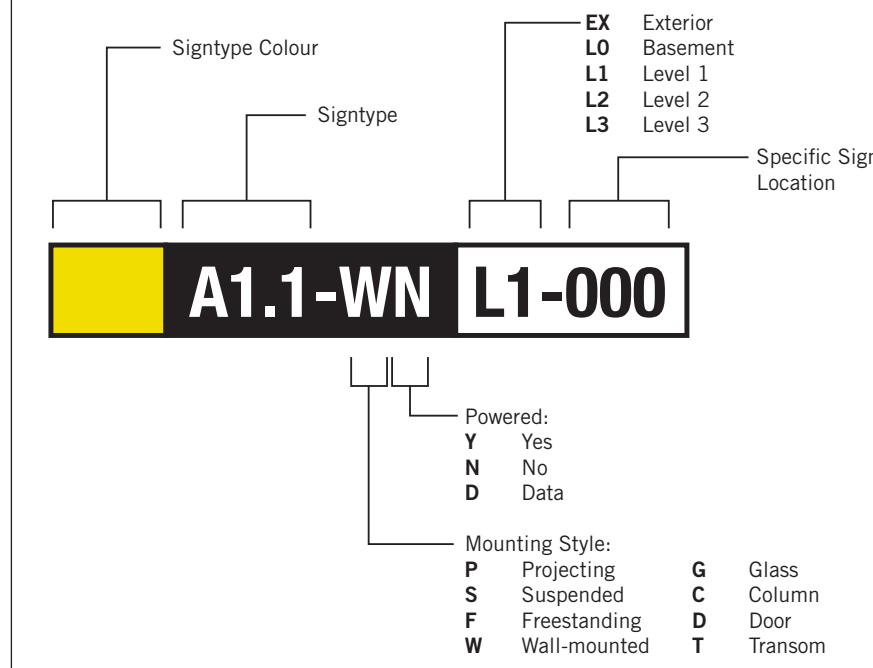 EX Exterior
L0 Basement
L1 Level 1
L2 Level 2
L3 Level 3
Signtype Colour
Signtype
Specific Sign
Location
A1.1-WN L1-000
Powered:
Y Yes
N No
D Data
Mounting Style:
P Projecting G Glass
S Suspended C Column
F Freestanding D Door
W Wall-mounted T Transom